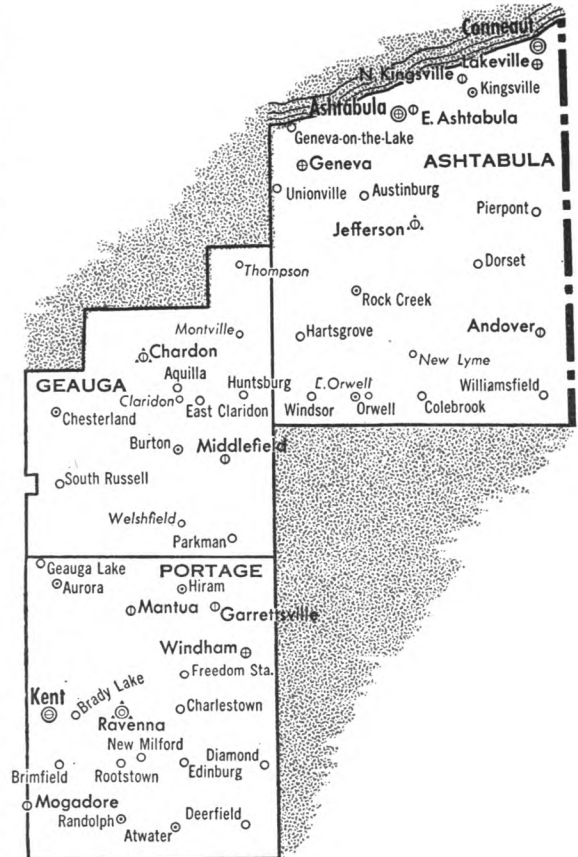 Conneaut
Lakeville
N. Kingsville
Kingsville
Ashtabula
E. Ashtabula
Geneva-on-the-Lake
Geneva
ASHTABULA
Unionville
Austinburg
Pierpont
Jefferson
Thompson
Dorset
Rock Creek
Montville
Hartsgrove
Andover
Chardon
New Lyme
Aquilla
GEAUGA
Huntsburg
E. Orwell
Williamsfield
Claridon
East Claridon
Windsor
Orwell
Colebrook
Chesterland
Burton
Middlefield
South Russell
Welshfield
Parkman
Geauga Lake
PORTAGE
Aurora
Hiram
Mantua
Garrettsville
Windham
Freedom Sta.
Kent
Brady Lake
Charlestown
Ravenna
New Milford
Diamond
Brimfield
Rootstown
Edinburg
Mogadore
Randolph
Deerfield
Atwater